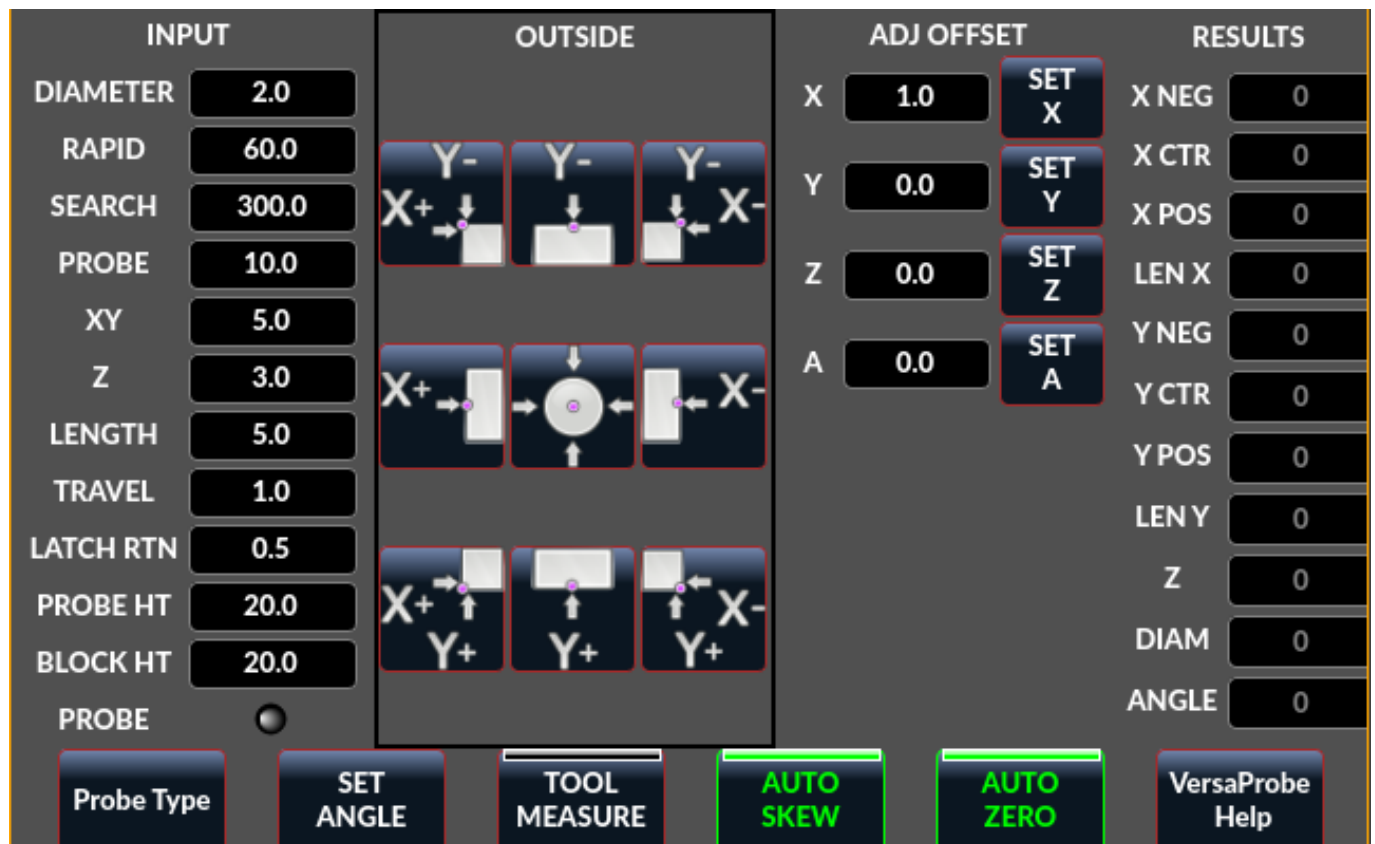 INPUT
DIAMETER 2.0
RAPID 60.0
SEARCH 300.0
PROBE 10.0
XY 5.0
Z 3.0
LENGTH 5.0
TRAVEL 1.0
LATCH RTN 0.5
PROBE HT 20.0
BLOCK HT 20.0
PROBE
OUTSIDE
Y- Y- Y-
X+ X-
X+ X-
X+ X-
Y+ Y+ Y+
ADJ OFFSET
X 1.0 SET
X
Y 0.0 SET
Y
Z 0.0 SET
Z
A 0.0 SET
A
RESULTS
X NEG 0
X CTR 0
X POS 0
LEN X 0
Y NEG 0
Y CTR 0
Y POS 0
LEN Y 0
Z 0
DIAM 0
ANGLE 0
Probe Type
SET
ANGLE
TOOL
MEASURE
AUTO
SKEW
AUTO
ZERO
VersaProbe
Help